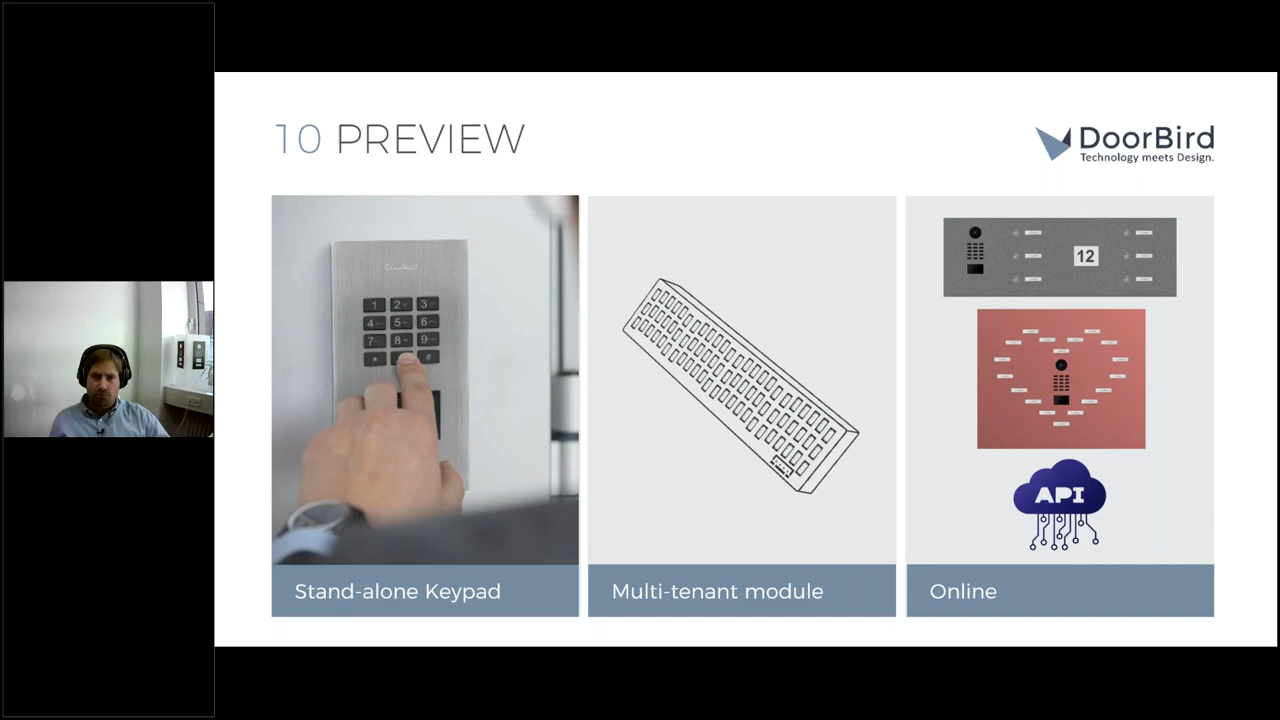 10 PREVIEW
DoorBird
Technology meets Design.
DoorBird
1 2 3
4 5 6
7 8 9
* #
12
API
Stand-alone Keypad
Multi-tenant module
Online